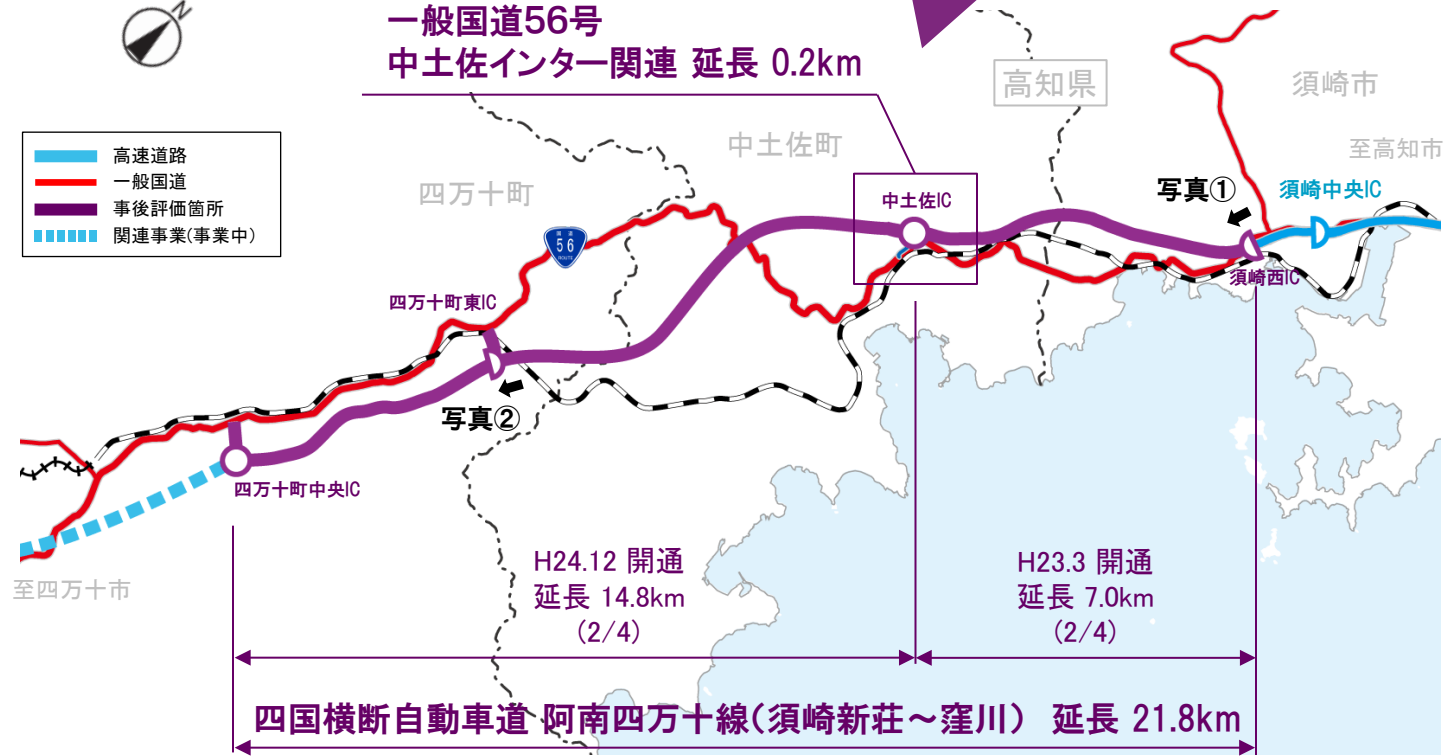 N
一般国道56号
中土佐インター関連 延長 0.2km
高知県
須崎市
至高知市
高速道路
一般国道
事後評価箇所
関連事業(事業中)
中土佐町
四万十町
写真①
須崎中央IC
中土佐IC
国道
56
ROUTE
須崎西IC
四万十町東IC
写真②
四万十町中央IC
至四万十市
H24.12 開通
延長 14.8km
(2/4)
H23.3 開通
延長 7.0km
(2/4)
四国横断自動車道 阿南四万十線(須崎新荘～窪川) 延長 21.8km